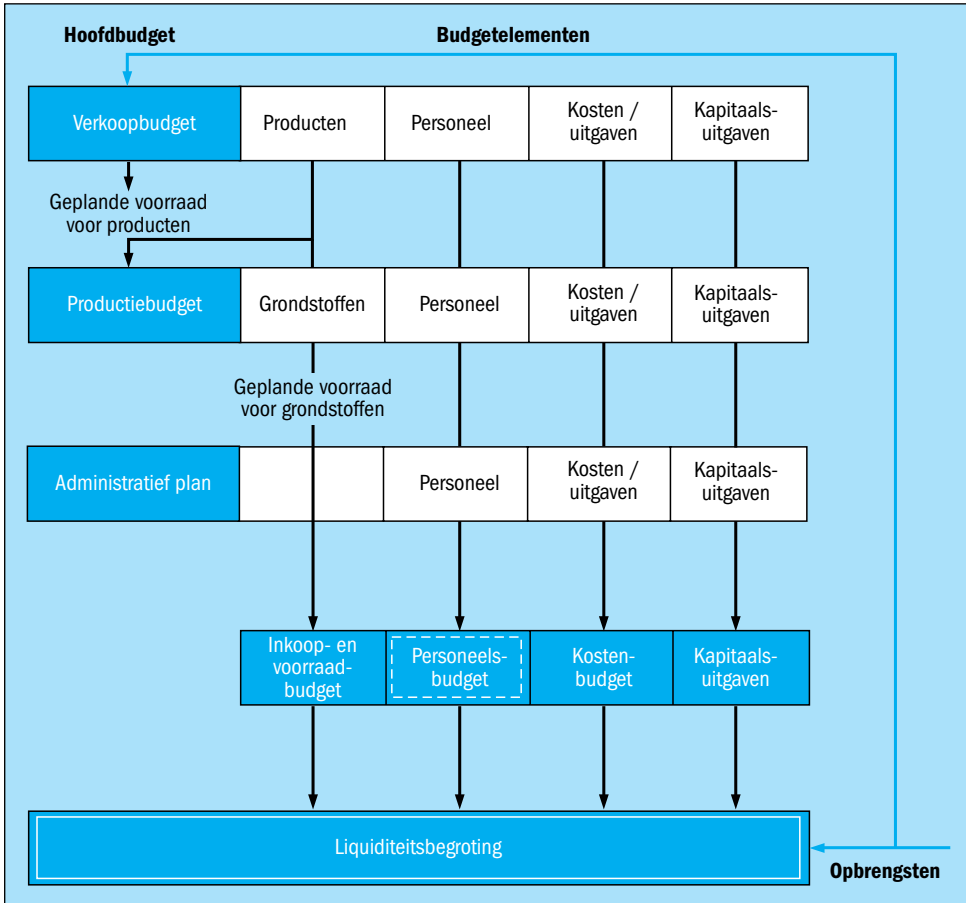 Hoofdbudget
Budgetelementen
Verkoopbudget
Producten
Personeel
Kosten /
uitgaven
Kapitaals-
uitgaven
Geplande voorraad
voor producten
Productiebudget
Grondstoffen
Personeel
Kosten /
uitgaven
Kapitaals-
uitgaven
Geplande voorraad
voor grondstoffen
Administratief plan
Personeel
Kosten /
uitgaven
Kapitaals-
uitgaven
Inkoop- en
voorraad-
budget
Personeels-
budget
Kosten-
budget
Kapitaals-
uitgaven
Liquiditeitsbegroting
Opbrengsten